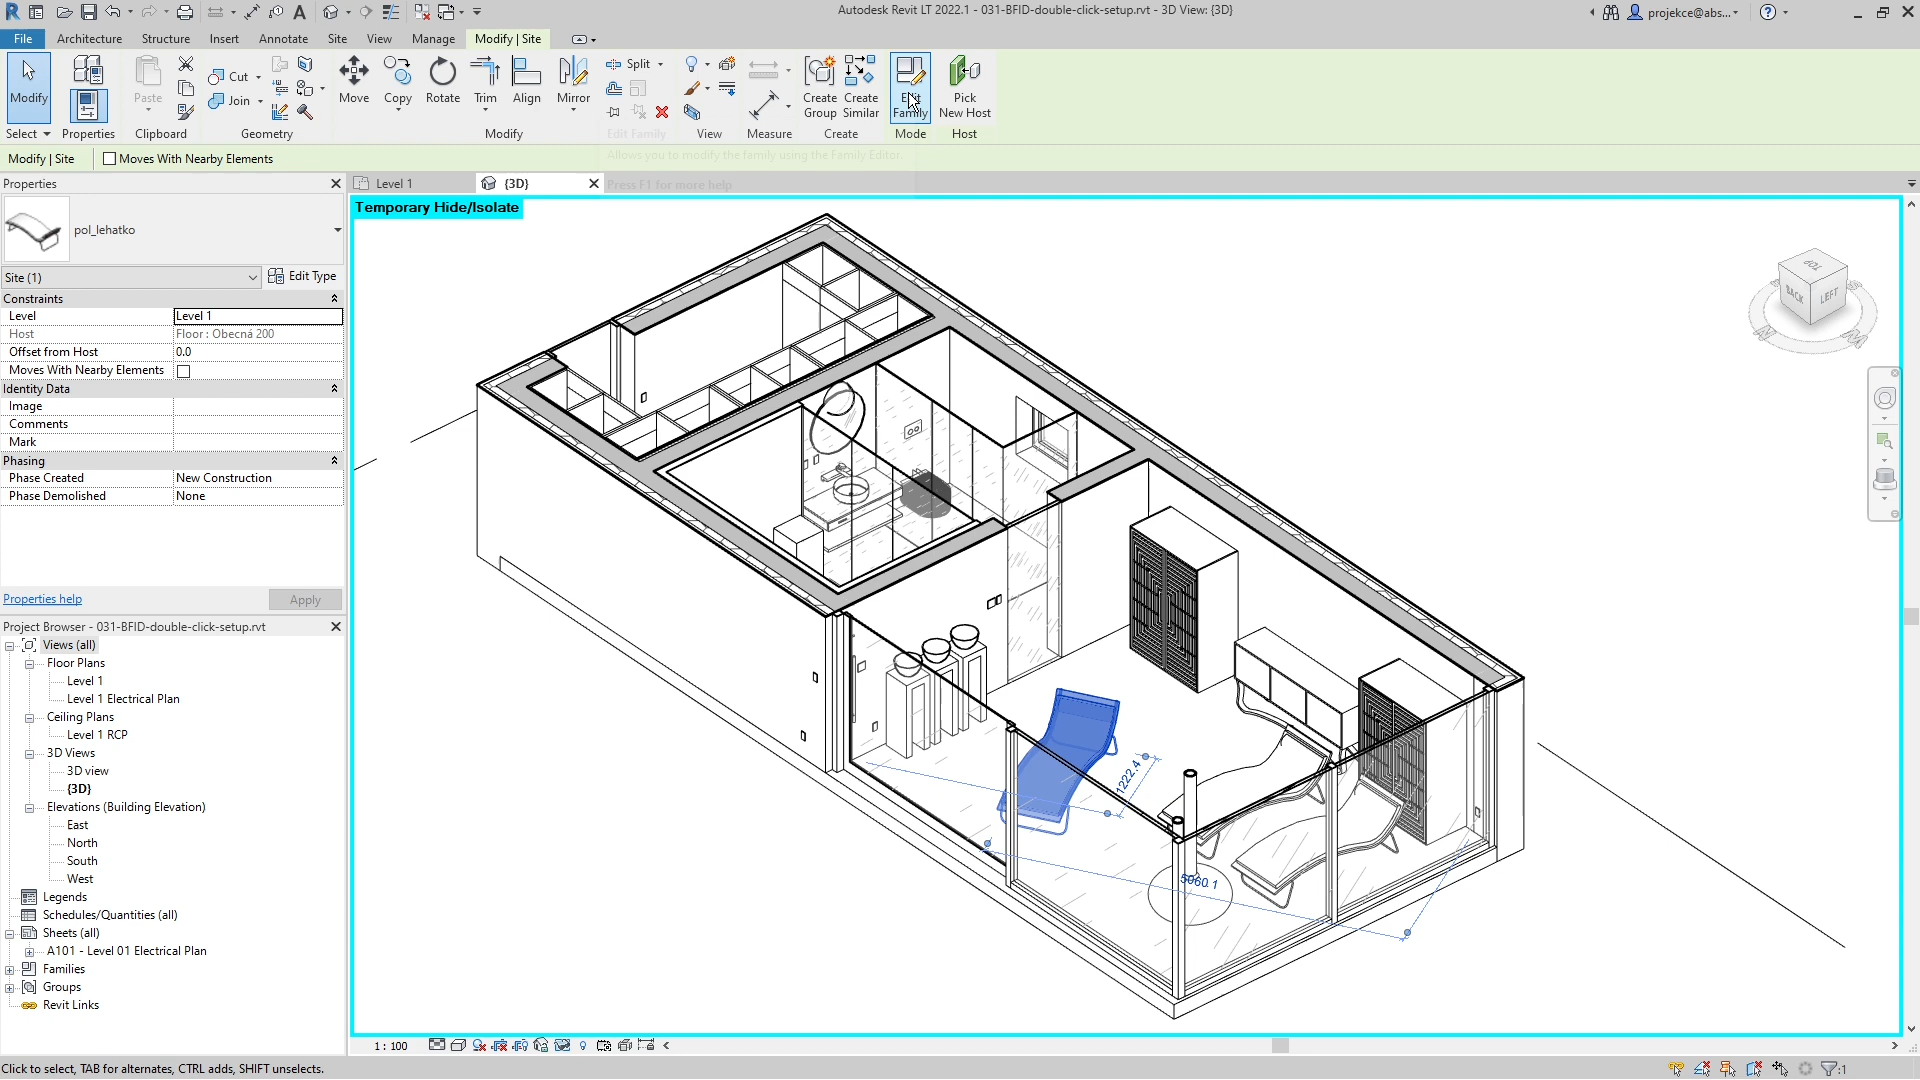 Autodesk Revit LT 2022.1 - 031-BFID-double-click-setup.rvt - 3D View: {3D}
projekce@abs...
File Architecture Structure Insert Annotate Site View Manage Modify | Site
Modify
Properties
Paste
Cut
Join
Move
Copy
Rotate
Trim
Align
Mirror
Split
Create Group
Create Similar
Edit Family
Pick New Host
Select Properties Clipboard Geometry Modify View Measure Create Mode Host
Edit Family
Allows you to modify the family using the Family Editor.
Press F1 for more help
Modify | Site Moves With Nearby Elements
Properties
pol_lehatko
Site (1) Edit Type
Constraints
Level Level 1
Host Floor : Obecná 200
Offset from Host 0.0
Moves With Nearby Elements
Identity Data
Image
Comments
Mark
Phasing
Phase Created New Construction
Phase Demolished None
Properties help Apply
Project Browser - 031-BFID-double-click-setup.rvt
Views (all)
Floor Plans
Level 1
Level 1 Electrical Plan
Ceiling Plans
Level 1 RCP
3D Views
3D view
{3D}
Elevations (Building Elevation)
East
North
South
West
Legends
Schedules/Quantities (all)
Sheets (all)
A101 - Level 01 Electrical Plan
Families
Groups
Revit Links
Level 1 {3D}
Temporary Hide/Isolate
TOP
BACK
LEFT
1222.4
5060.1
1 : 100
Click to select, TAB for alternates, CTRL adds, SHIFT unselects.
:1